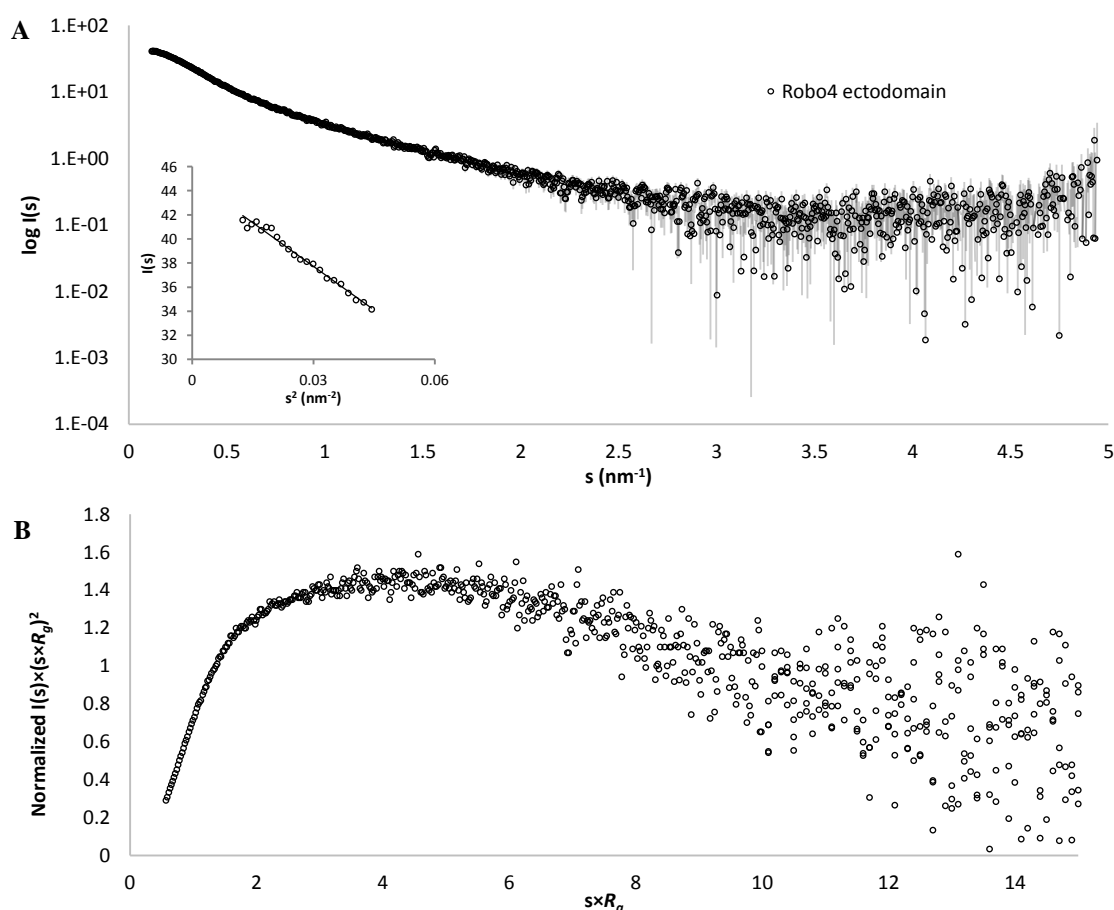 A
1.E+02
1.E+01
1.E+00
1.E-01
1.E-02
1.E-03
1.E-04
log I(s)
Robo4 ectodomain
46
44
42
40
38
36
34
32
30
I(s)
0 0.03 0.06
s² (nm⁻²)
0 0.5 1 1.5 2 2.5 3 3.5 4 4.5 5
s (nm⁻¹)
B
1.8
1.6
1.4
1.2
1
0.8
0.6
0.4
0.2
0
Normalized I(s)×(s×Rg)²
0 2 4 6 8 10 12 14
s×Rg